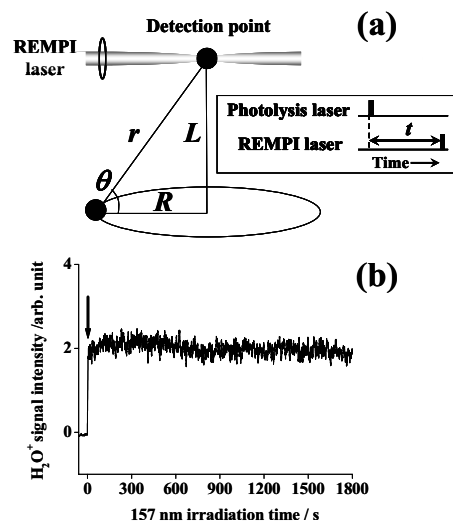 Detection point
(a)
REMPI
laser
r
L
θ
R
Photolysis laser
t
REMPI laser
Time→
(b)
H₂O⁺ signal intensity /arb. unit
4
2
0
0 300 600 900 1200 1500 1800
157 nm irradiation time / s